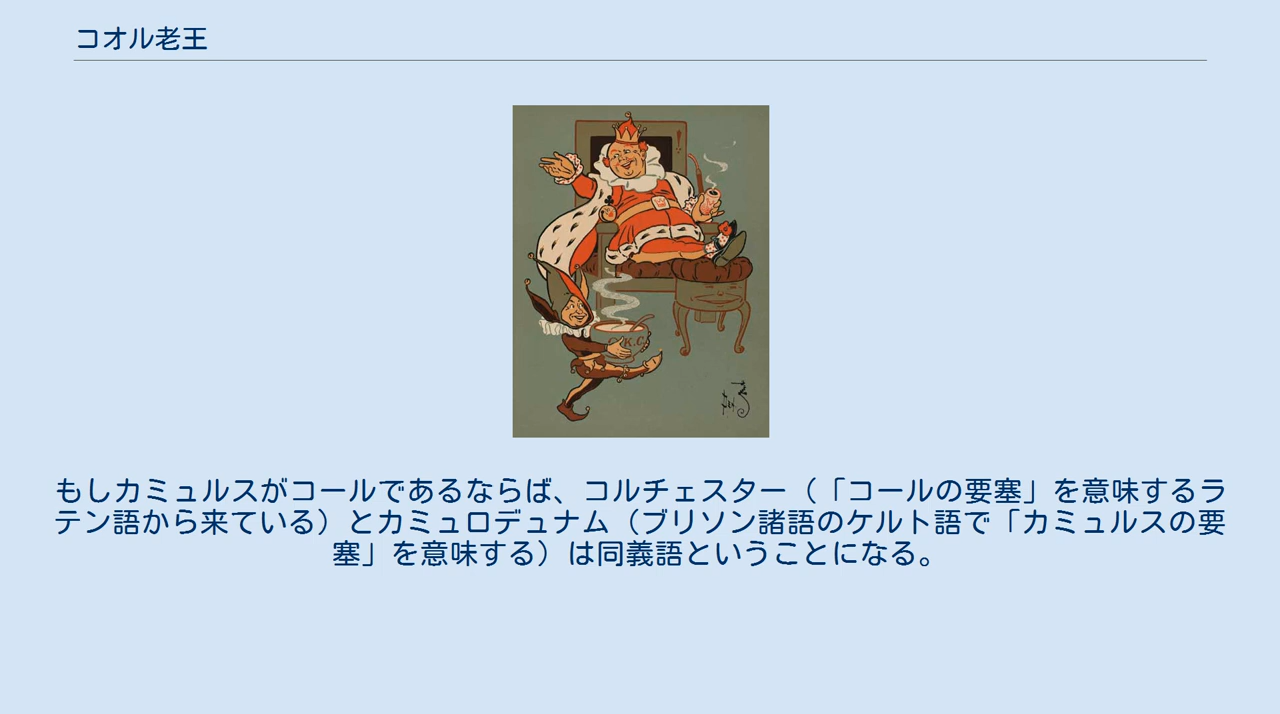 コオル老王
K.C.
もしカミュルスがコールであるならば、コルチェスター（「コールの要塞」を意味するラ
テン語から来ている）とカミュロデュナム（ブリソン諸語のケルト語で「カミュルスの要
塞」を意味する）は同義語ということになる。